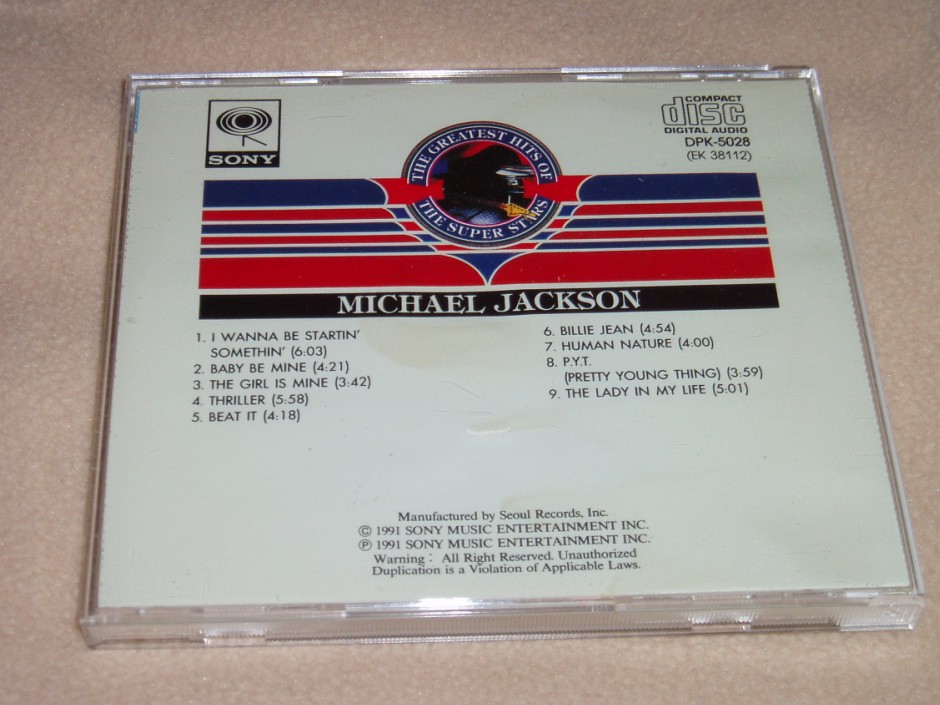 SONY
THE GREATEST HITS OF
THE SUPER STARS
COMPACT
disc
DIGITAL AUDIO
DPK-5028
(EK 38112)
MICHAEL JACKSON
1. I WANNA BE STARTIN'
SOMETHIN' (6:03)
2. BABY BE MINE (4:21)
3. THE GIRL IS MINE (3:42)
4. THRILLER (5:58)
5. BEAT IT (4:18)
6. BILLIE JEAN (4:54)
7. HUMAN NATURE (4:00)
8. P.Y.T.
(PRETTY YOUNG THING) (3:59)
9. THE LADY IN MY LIFE (5:01)
Manufactured by Seoul Records, Inc.
© 1991 SONY MUSIC ENTERTAINMENT INC.
℗ 1991 SONY MUSIC ENTERTAINMENT INC.
Warning : All Right Reserved. Unauthorized
Duplication is a Violation of Applicable Laws.